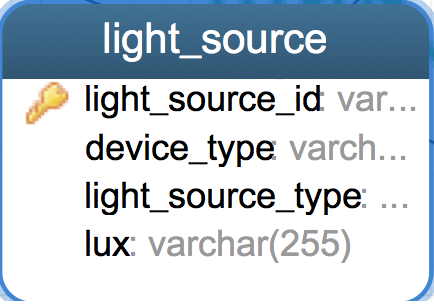 light_source
light_source_id: var...
device_type: varch...
light_source_type: ...
lux: varchar(255)